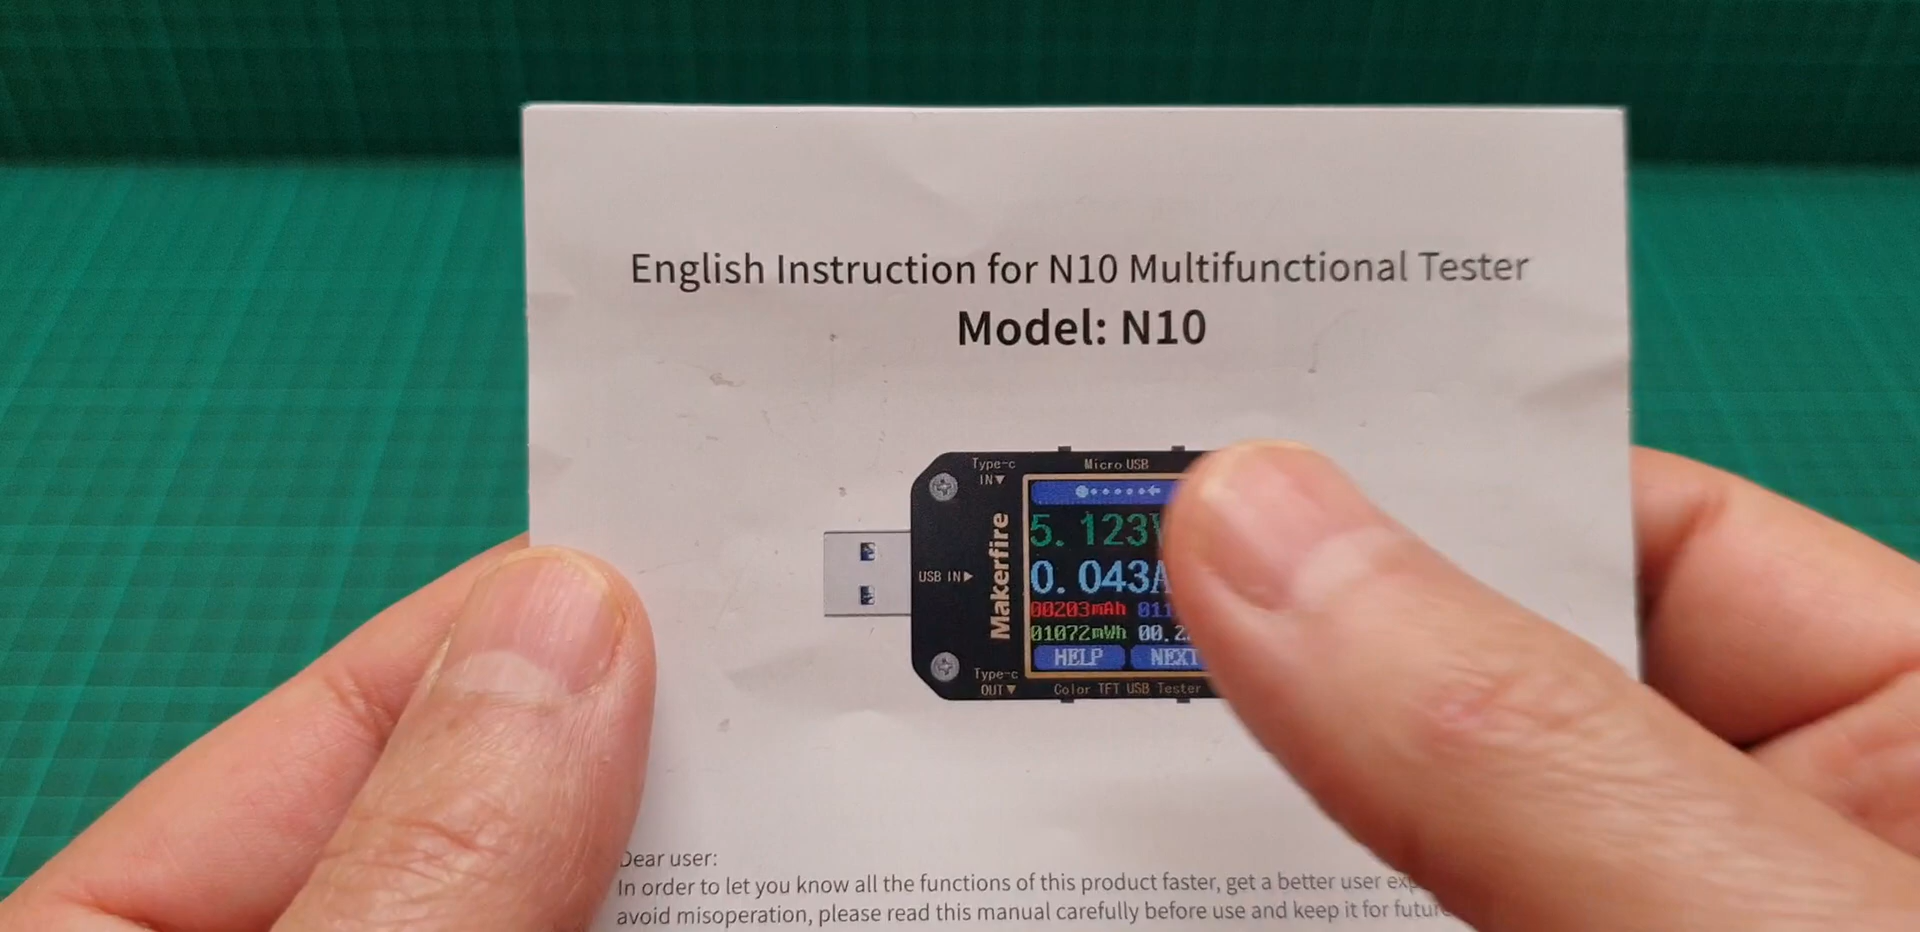 English Instruction for N10 Multifunctional Tester
Model: N10
Type-c
IN▼
Micro USB
5.123V
USB IN▶
Makerfire
0.043A
00203mAh
01072mWh 00.2
HELP NEXT
Type-c
OUT▼
Color TFT USB Tester
Dear user:
In order to let you know all the functions of this product faster, get a better user
avoid misoperation, please read this manual carefully before use and keep it for